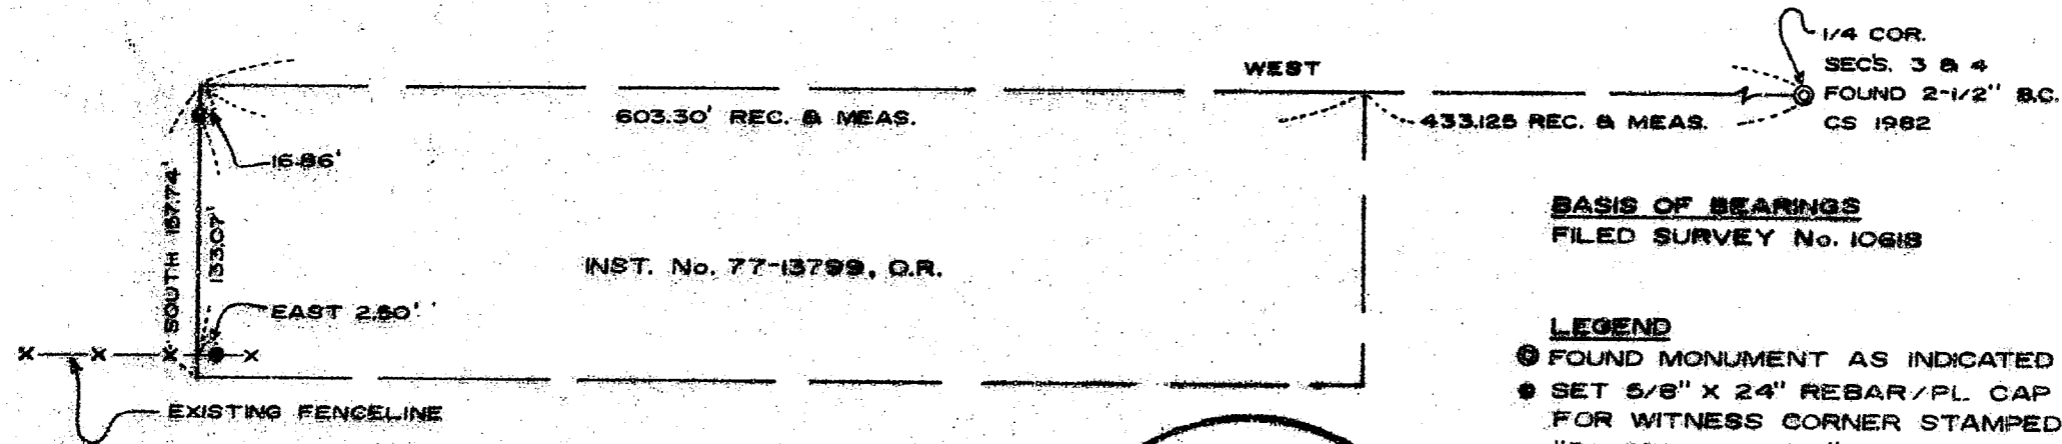 1/4 COR.
SEC'S. 3 & 4
FOUND 2-1/2" B.C.
CS 1982
WEST
603.30' REC. & MEAS.
433.125 REC. & MEAS.
16.86'
SOUTH 157.74'
133.07'
INST. No. 77-13799, O.R.
EAST 2.50'
EXISTING FENCELINE
BASIS OF BEARINGS
FILED SURVEY No. 10618
LEGEND
FOUND MONUMENT AS INDICATED
SET 5/8" X 24" REBAR/PL. CAP
FOR WITNESS CORNER STAMPED